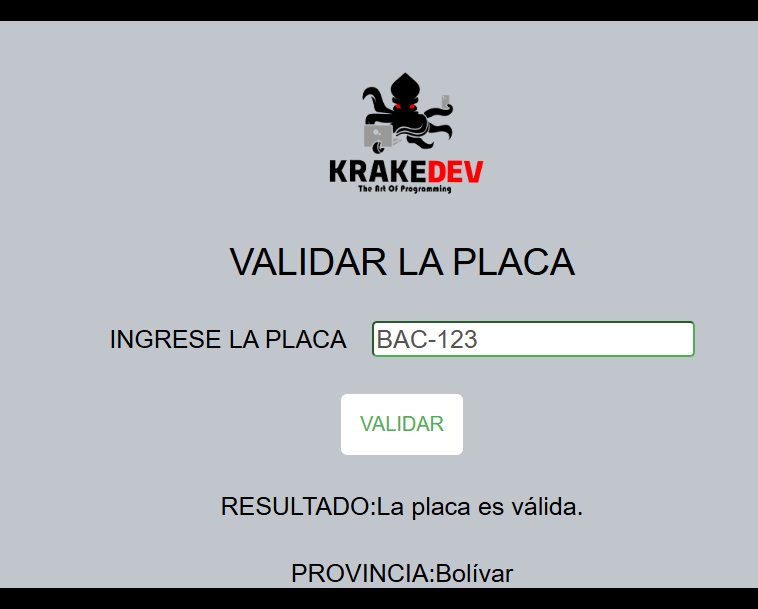 KRAKEDEV
The Art Of Programming
VALIDAR LA PLACA
INGRESE LA PLACA BAC-123
VALIDAR
RESULTADO:La placa es válida.
PROVINCIA:Bolívar